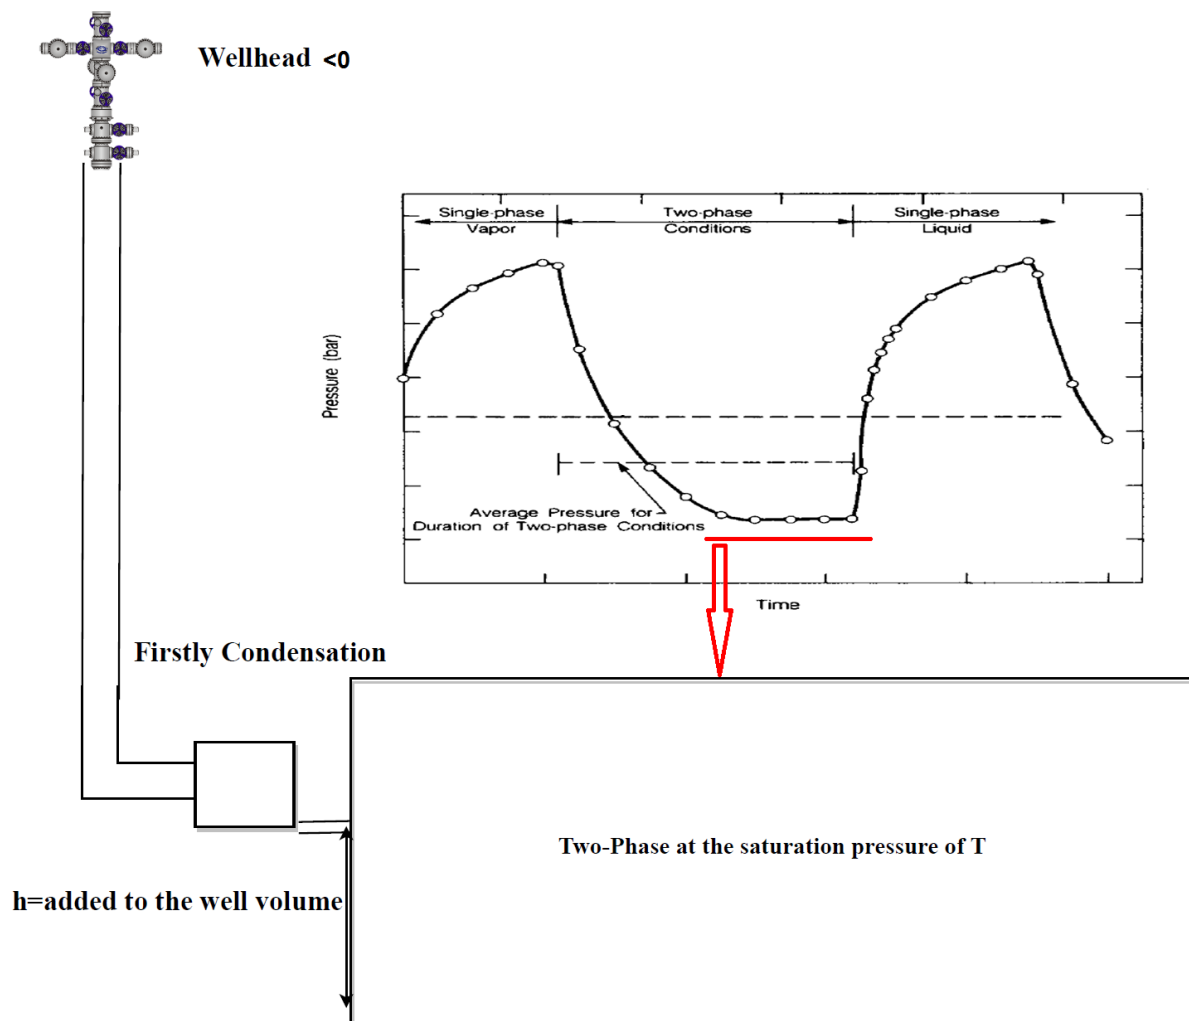 Wellhead <0
Single-phase
Vapor
Two-phase
Conditions
Single-phase
Liquid
Pressure (bar)
Average Pressure for
Duration of Two-phase Conditions
Time
Firstly Condensation
Two-Phase at the saturation pressure of T
h=added to the well volume